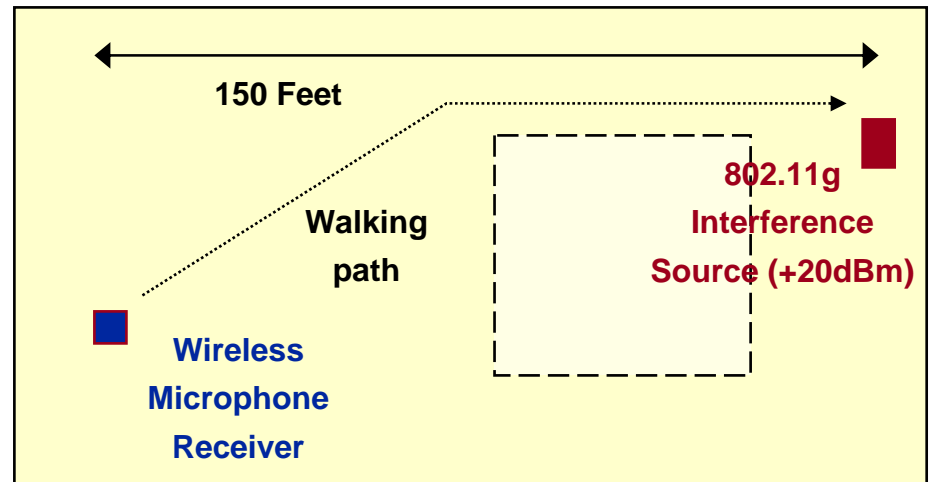 150 Feet
Walking
path
802.11g
Interference
Source (+20dBm)
Wireless
Microphone
Receiver